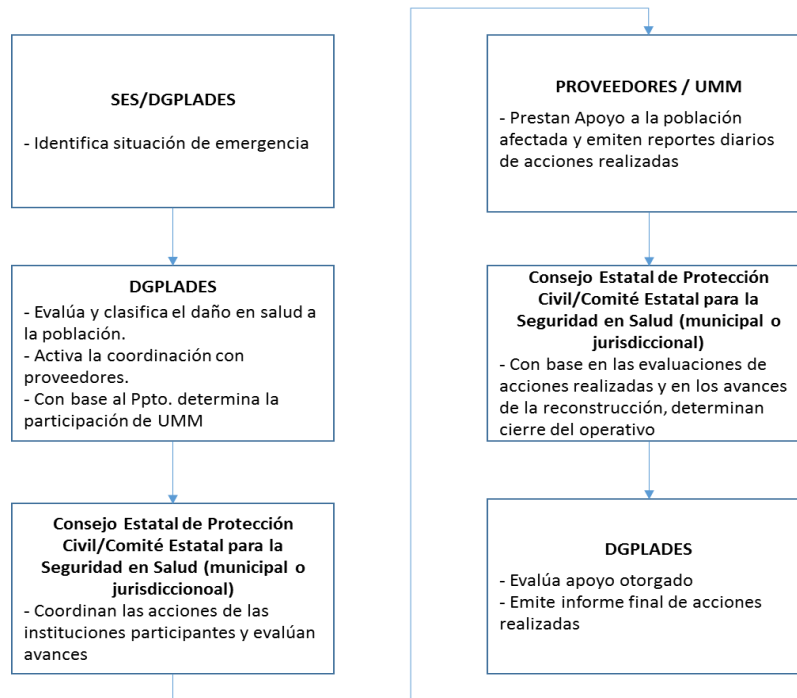 SES/DGPLADES
- Identifica situación de emergencia
DGPLADES
- Evalúa y clasifica el daño en salud a
la población.
- Activa la coordinación con
proveedores.
- Con base al Ppto. determina la
participación de UMM
Consejo Estatal de Protección
Civil/Comité Estatal para la
Seguridad en Salud (municipal o
jurisdiccionoal)
- Coordinan las acciones de las
instituciones participantes y evalúan
avances
PROVEEDORES / UMM
- Prestan Apoyo a la población
afectada y emiten reportes diarios
de acciones realizadas
Consejo Estatal de Protección
Civil/Comité Estatal para la
Seguridad en Salud (municipal o
jurisdiccional)
- Con base en las evaluaciones de
acciones realizadas y en los avances
de la reconstrucción, determinan
cierre del operativo
DGPLADES
- Evalúa apoyo otorgado
- Emite informe final de acciones
realizadas